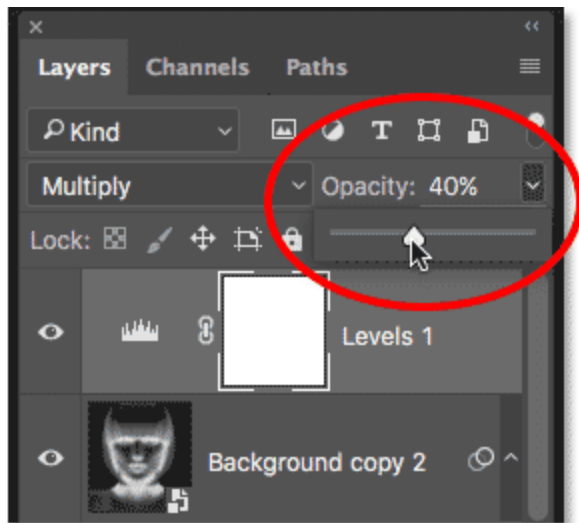 Layers Channels Paths
Kind
Multiply Opacity: 40%
Lock:
Levels 1
Background copy 2